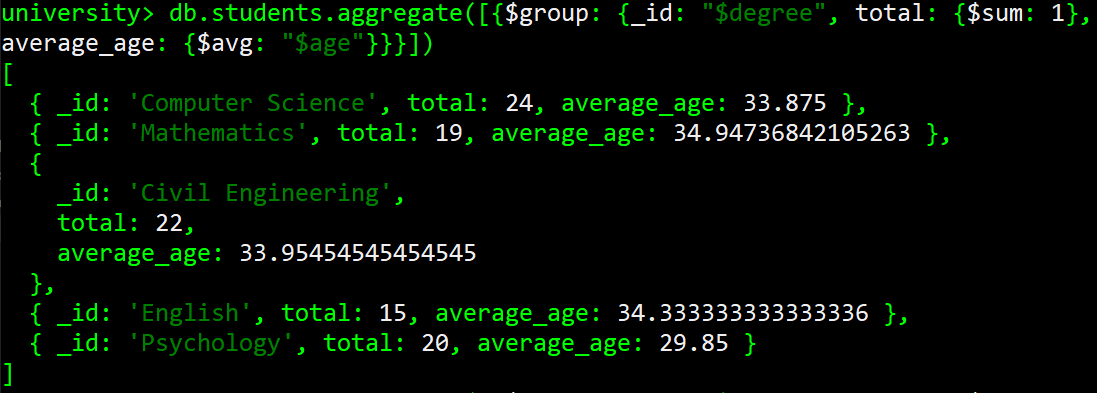 university> db.students.aggregate([{$group: {_id: "$degree", total: {$sum: 1},
average_age: {$avg: "$age"}}}])
[
  { _id: 'Computer Science', total: 24, average_age: 33.875 },
  { _id: 'Mathematics', total: 19, average_age: 34.94736842105263 },
  {
    _id: 'Civil Engineering',
    total: 22,
    average_age: 33.954545454545
  },
  { _id: 'English', total: 15, average_age: 34.333333333333336 },
  { _id: 'Psychology', total: 20, average_age: 29.85 }
]